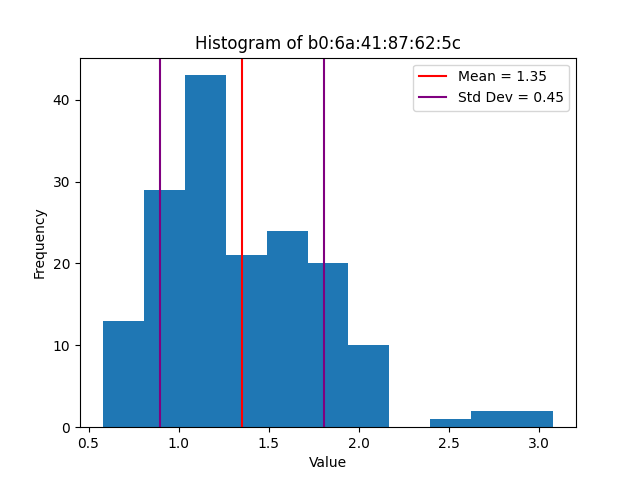 Histogram of b0:6a:41:87:62:5c
Mean = 1.35
Std Dev = 0.45
Frequency
40
30
20
10
0
0.5 1.0 1.5 2.0 2.5 3.0
Value